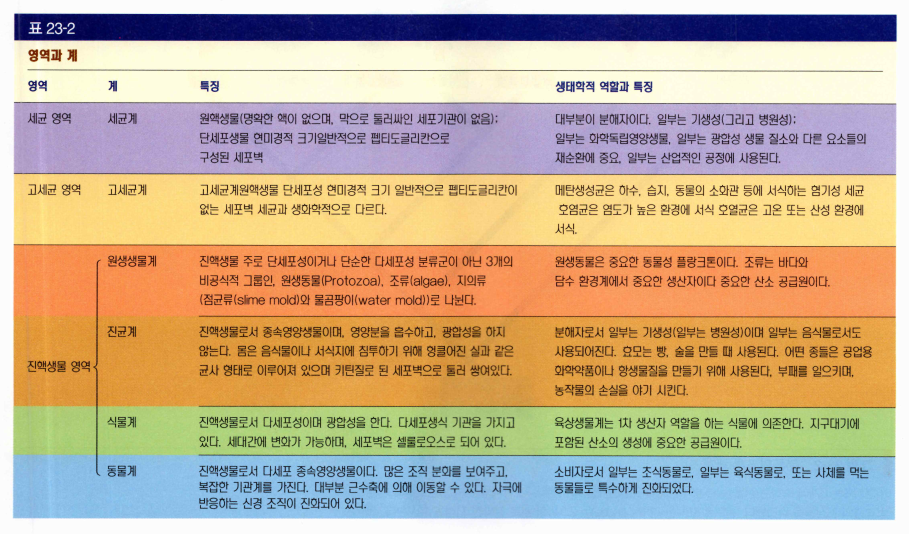 표 23-2
영역과 계
영역 계 특징 생태학적 역할과 특징
세균 영역 세균계 원핵생물(명확한 핵이 없으며, 막으로 둘러싸인 세포기관이 없음);
단세포생물 현미경적 크기일반적으로 펩티도글리칸으로
구성된 세포벽
대부분이 분해자이다. 일부는 기생성(그리고 병원성);
일부는 화학독립영양생물, 일부는 광합성 생물 질소와 다른 요소들의
재순환에 중요, 일부는 산업적인 공정에 사용된다.
고세균 영역 고세균계 고세균계원핵생물 단세포성 현미경적 크기 일반적으로 펩티도글리칸이
없는 세포벽 세균과 생화학적으로 다르다.
메탄생성균은 하수, 습지, 동물의 소화관 등에 서식하는 혐기성 세균
호염균은 염도가 높은 환경에 서식 호열균은 고온 또는 산성 환경에
서식.
진핵생물 영역
원생생물계 진핵생물 주로 단세포성이거나 단순한 다세포성 분류군이 아닌 3개의
비공식적 그룹인, 원생동물(Protozoa), 조류(algae), 지의류
(점균류(slime mold)와 물곰팡이(water mold))로 나뉜다.
원생동물은 중요한 동물성 플랑크톤이다. 조류는 바다와
담수 환경계에서 중요한 생산자이다 중요한 산소 공급원이다.
진균계 진핵생물로서 종속영양생물이며, 영양분을 흡수하고, 광합성을 하지
않는다. 몸은 음식물이나 서식지에 침투하기 위해 엉클어진 실과 같은
균사 형태로 이루어져 있으며 키틴질로 된 세포벽으로 둘러 쌓여있다.
분해자로서 일부는 기생성(일부는 병원성)이며 일부는 음식물로서도
사용되어진다. 효모는 빵, 술을 만들 때 사용된다. 어떤 종들은 공업용
화학약품이나 항생물질을 만들기 위해 사용된다, 부패를 일으키며,
농작물의 손실을 야기 시킨다.
식물계 진핵생물로서 다세포성이며 광합성을 한다. 다세포생식 기관을 가지고
있다. 세대간에 변화가 가능하며, 세포벽은 셀룰로오스로 되어 있다.
육상생물계는 1차 생산자 역할을 하는 식물에 의존한다. 지구대기에
포함된 산소의 생성에 중요한 공급원이다.
동물계 진핵생물로서 다세포 종속영양생물이다. 많은 조직 분화를 보여주고,
복잡한 기관계를 가진다. 대부분 근수축에 의해 이동할 수 있다. 자극에
반응하는 신경 조직이 진화되어 있다.
소비자로서 일부는 초식동물로, 일부는 육식동물로, 또는 사체를 먹는
동물들로 특수하게 진화되었다.